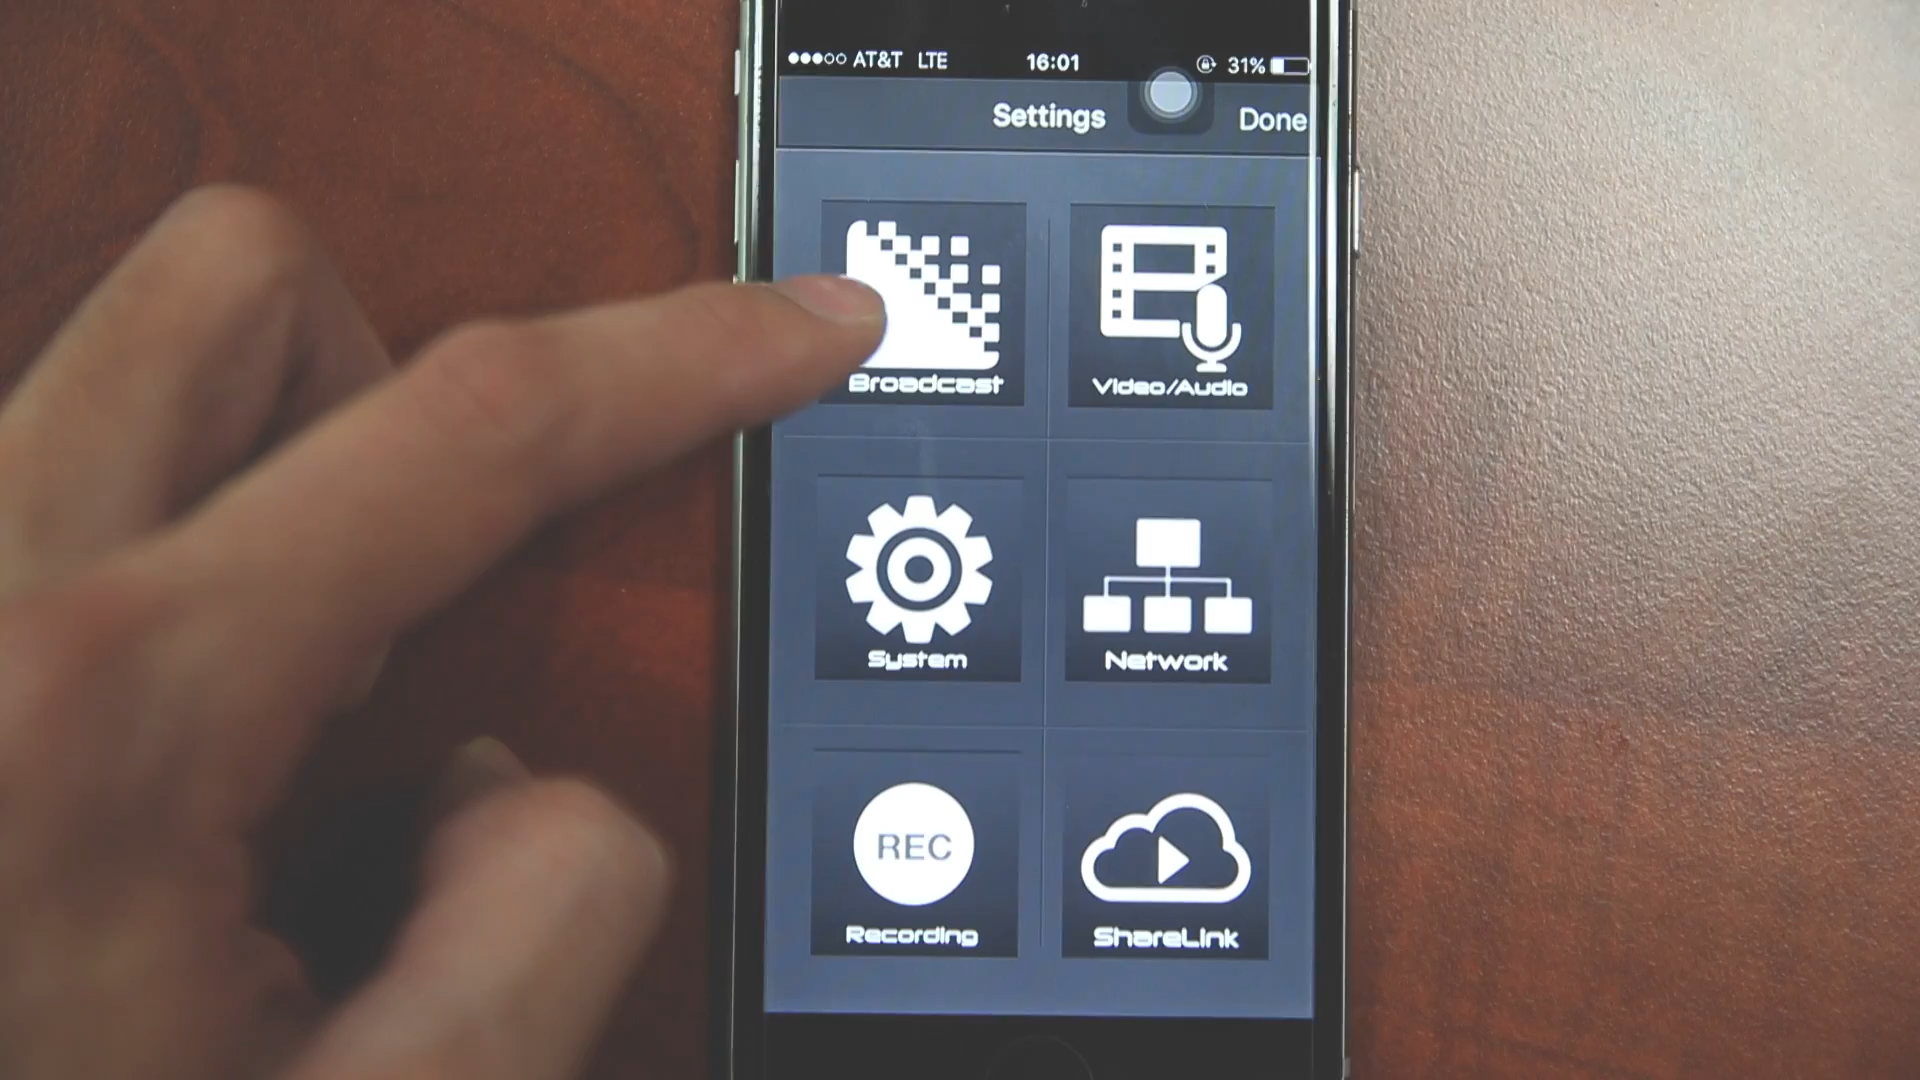 AT&T LTE 16:01 31%
Settings Done
Broadcast Video/Audio
System Network
REC
Recording ShareLink